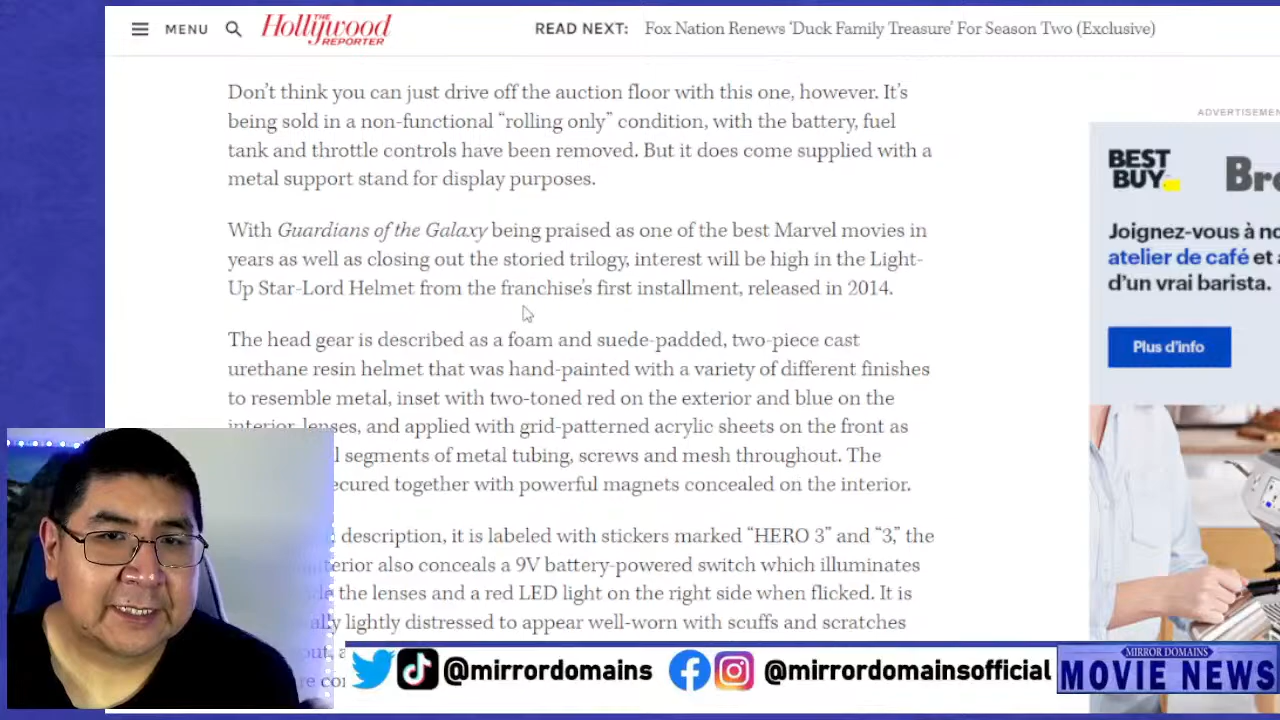 MENU
THE
Hollywood
REPORTER
READ NEXT: Fox Nation Renews ‘Duck Family Treasure’ For Season Two (Exclusive)
Don’t think you can just drive off the auction floor with this one, however. It’s
being sold in a non-functional “rolling only” condition, with the battery, fuel
tank and throttle controls have been removed. But it does come supplied with a
metal support stand for display purposes.
With Guardians of the Galaxy being praised as one of the best Marvel movies in
years as well as closing out the storied trilogy, interest will be high in the Light-
Up Star-Lord Helmet from the franchise’s first installment, released in 2014.
The head gear is described as a foam and suede-padded, two-piece cast
urethane resin helmet that was hand-painted with a variety of different finishes
to resemble metal, inset with two-toned red on the exterior and blue on the
interior lenses, and applied with grid-patterned acrylic sheets on the front as
segments of metal tubing, screws and mesh throughout. The
together with powerful magnets concealed on the interior.
description, it is labeled with stickers marked “HERO 3” and “3,” the
also conceals a 9V battery-powered switch which illuminates
the lenses and a red LED light on the right side when flicked. It is
lightly distressed to appear well-worn with scuffs and scratches
ADVERTISEMEN
BEST
BUY
Br
Joignez-vous à no
atelier de café et
d’un vrai barista.
Plus d’info
@mirrordomains
@mirrordomainsofficial
MIRROR DOMAINS
MOVIE NEWS